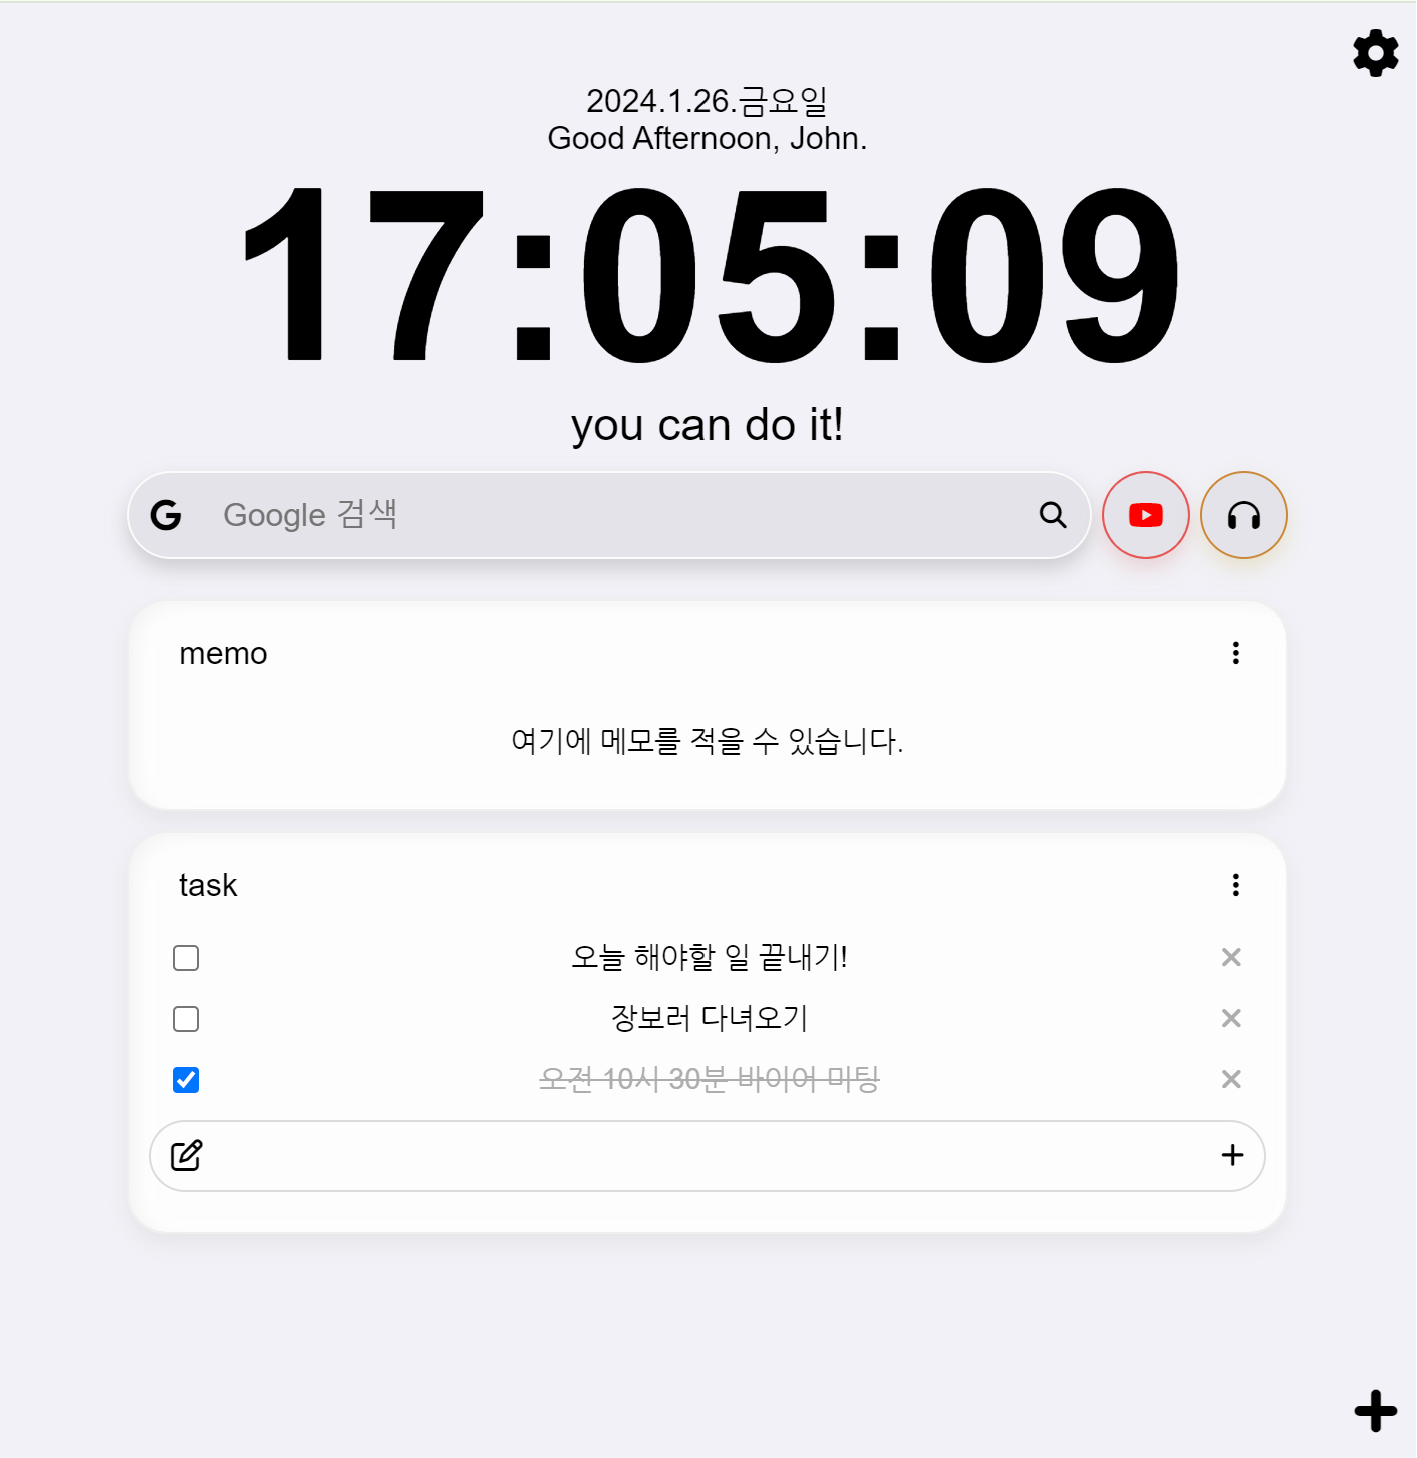 2024.1.26.금요일
Good Afternoon, John.
17:05:09
you can do it!
Google 검색
memo
여기에 메모를 적을 수 있습니다.
task
오늘 해야할 일 끝내기!
장보러 다녀오기
오전 10시 30분 바이어 미팅